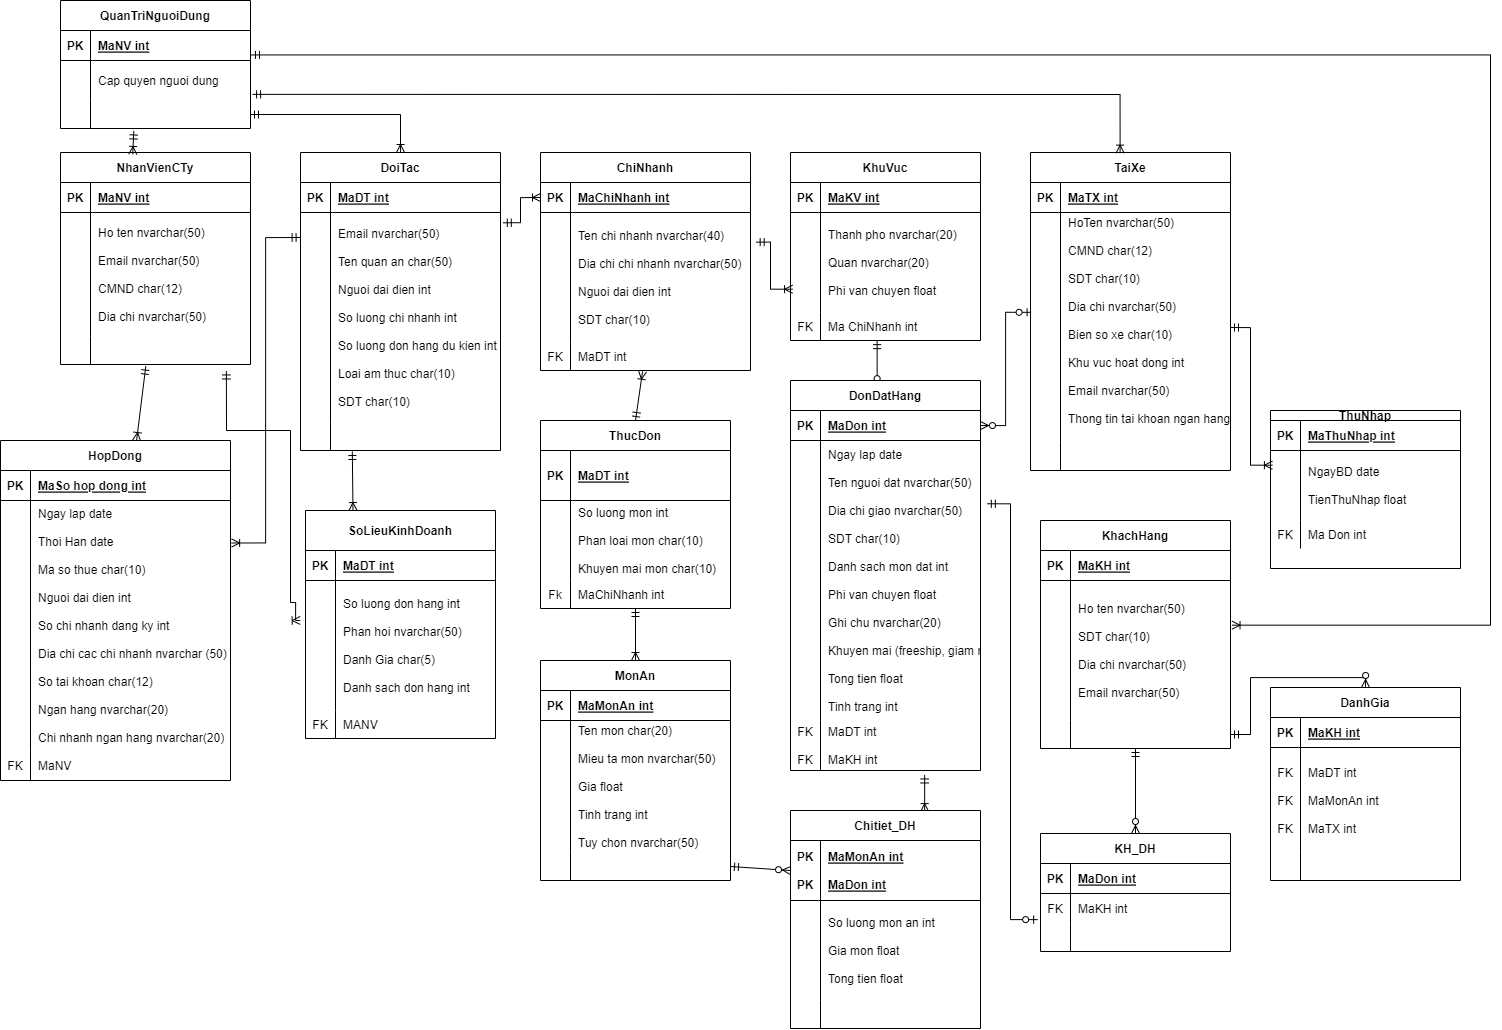 QuanTriNguoiDung
PK MaNV int
Cap quyen nguoi dung
NhanVienCTy
PK MaNV int
Ho ten nvarchar(50)
Email nvarchar(50)
CMND char(12)
Dia chi nvarchar(50)
DoiTac
PK MaDT int
Email nvarchar(50)
Ten quan an char(50)
Nguoi dai dien int
So luong chi nhanh int
So luong don hang du kien int
Loai am thuc char(10)
SDT char(10)
ChiNhanh
PK MaChiNhanh int
Ten chi nhanh nvarchar(40)
Dia chi chi nhanh nvarchar(50)
Nguoi dai dien int
SDT char(10)
FK MaDT int
KhuVuc
PK MaKV int
Thanh pho nvarchar(20)
Quan nvarchar(20)
Phi van chuyen float
FK Ma ChiNhanh int
TaiXe
PK MaTX int
HoTen nvarchar(50)
CMND char(12)
SDT char(10)
Dia chi nvarchar(50)
Bien so xe char(10)
Khu vuc hoat dong int
Email nvarchar(50)
Thong tin tai khoan ngan hang
ThuNhap
PK MaThuNhap int
NgayBD date
TienThuNhap float
FK Ma Don int
HopDong
PK MaSo hop dong int
Ngay lap date
Thoi Han date
Ma so thue char(10)
Nguoi dai dien int
So chi nhanh dang ky int
Dia chi cac chi nhanh nvarchar (50)
So tai khoan char(12)
Ngan hang nvarchar(20)
Chi nhanh ngan hang nvarchar(20)
FK MaNV
SoLieuKinhDoanh
PK MaDT int
So luong don hang int
Phan hoi nvarchar(50)
Danh Gia char(5)
Danh sach don hang int
FK MANV
ThucDon
PK MaDT int
So luong mon int
Phan loai mon char(10)
Khuyen mai mon char(10)
Fk MaChiNhanh int
MonAn
PK MaMonAn int
Ten mon char(20)
Mieu ta mon nvarchar(50)
Gia float
Tinh trang int
Tuy chon nvarchar(50)
DonDatHang
PK MaDon int
Ngay lap date
Ten nguoi dat nvarchar(50)
Dia chi giao nvarchar(50)
SDT char(10)
Danh sach mon dat int
Phi van chuyen float
Ghi chu nvarchar(20)
Khuyen mai (freeship, giam
Tong tien float
Tinh trang int
FK MaDT int
FK MaKH int
Chitiet_DH
PK MaMonAn int
PK MaDon int
So luong mon an int
Gia mon float
Tong tien float
KhachHang
PK MaKH int
Ho ten nvarchar(50)
SDT char(10)
Dia chi nvarchar(50)
Email nvarchar(50)
KH_DH
PK MaDon int
FK MaKH int
DanhGia
PK MaKH int
FK MaDT int
FK MaMonAn int
FK MaTX int